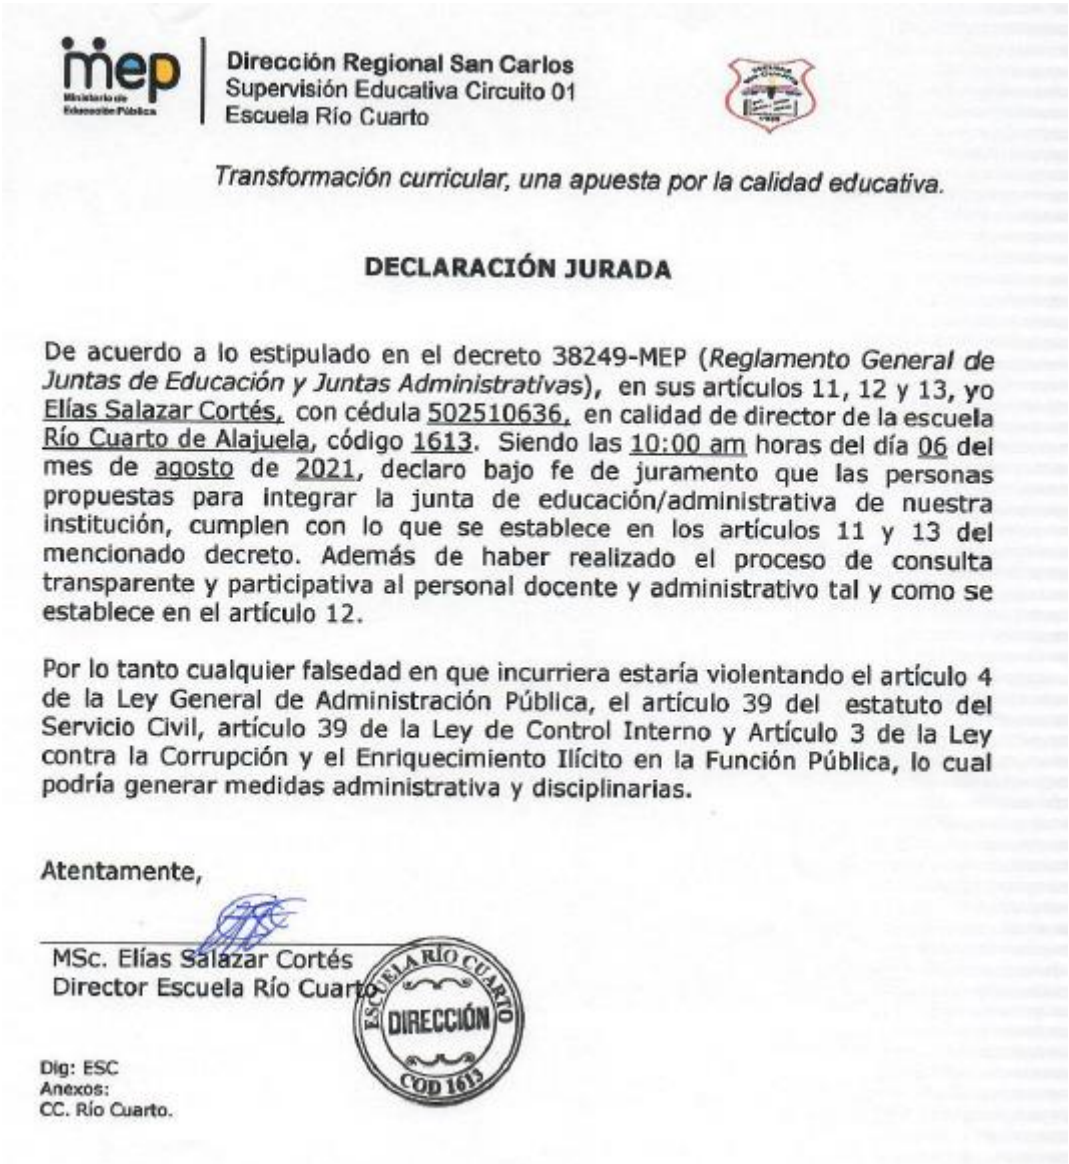 mep
Ministerio de
Educación Pública
Dirección Regional San Carlos
Supervisión Educativa Circuito 01
Escuela Río Cuarto
Transformación curricular, una apuesta por la calidad educativa.
DECLARACIÓN JURADA
De acuerdo a lo estipulado en el decreto 38249-MEP (Reglamento General de
Juntas de Educación y Juntas Administrativas), en sus artículos 11, 12 y 13, yo
Elías Salazar Cortés, con cédula 502510636, en calidad de director de la escuela
Río Cuarto de Alajuela, código 1613. Siendo las 10:00 am horas del día 06 del
mes de agosto de 2021, declaro bajo fe de juramento que las personas
propuestas para integrar la junta de educación/administrativa de nuestra
institución, cumplen con lo que se establece en los artículos 11 y 13 del
mencionado decreto. Además de haber realizado el proceso de consulta
transparente y participativa al personal docente y administrativo tal y como se
establece en el artículo 12.
Por lo tanto cualquier falsedad en que incurriera estaría violentando el artículo 4
de la Ley General de Administración Pública, el artículo 39 del estatuto del
Servicio Civil, artículo 39 de la Ley de Control Interno y Artículo 3 de la Ley
contra la Corrupción y el Enriquecimiento Ilícito en la Función Pública, lo cual
podría generar medidas administrativa y disciplinarias.
Atentamente,
MSc. Elías Salazar Cortés
Director Escuela Río Cuarto
ESCUELA RÍO CUARTO
DIRECCIÓN
COD 1613
Dig: ESC
Anexos:
CC. Río Cuarto.